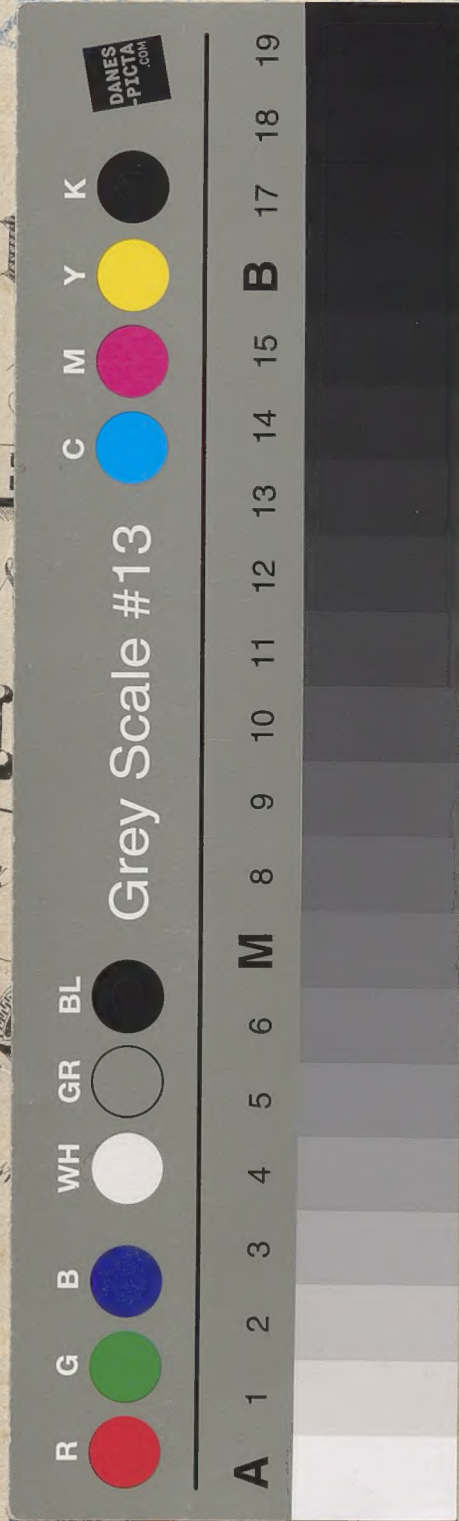 DANES
-PICTA
.COM
R G B WH GR BL Grey Scale #13 C M Y K
A 1 2 3 4 5 6 M 8 9 10 11 12 13 14 15 B 17 18 19